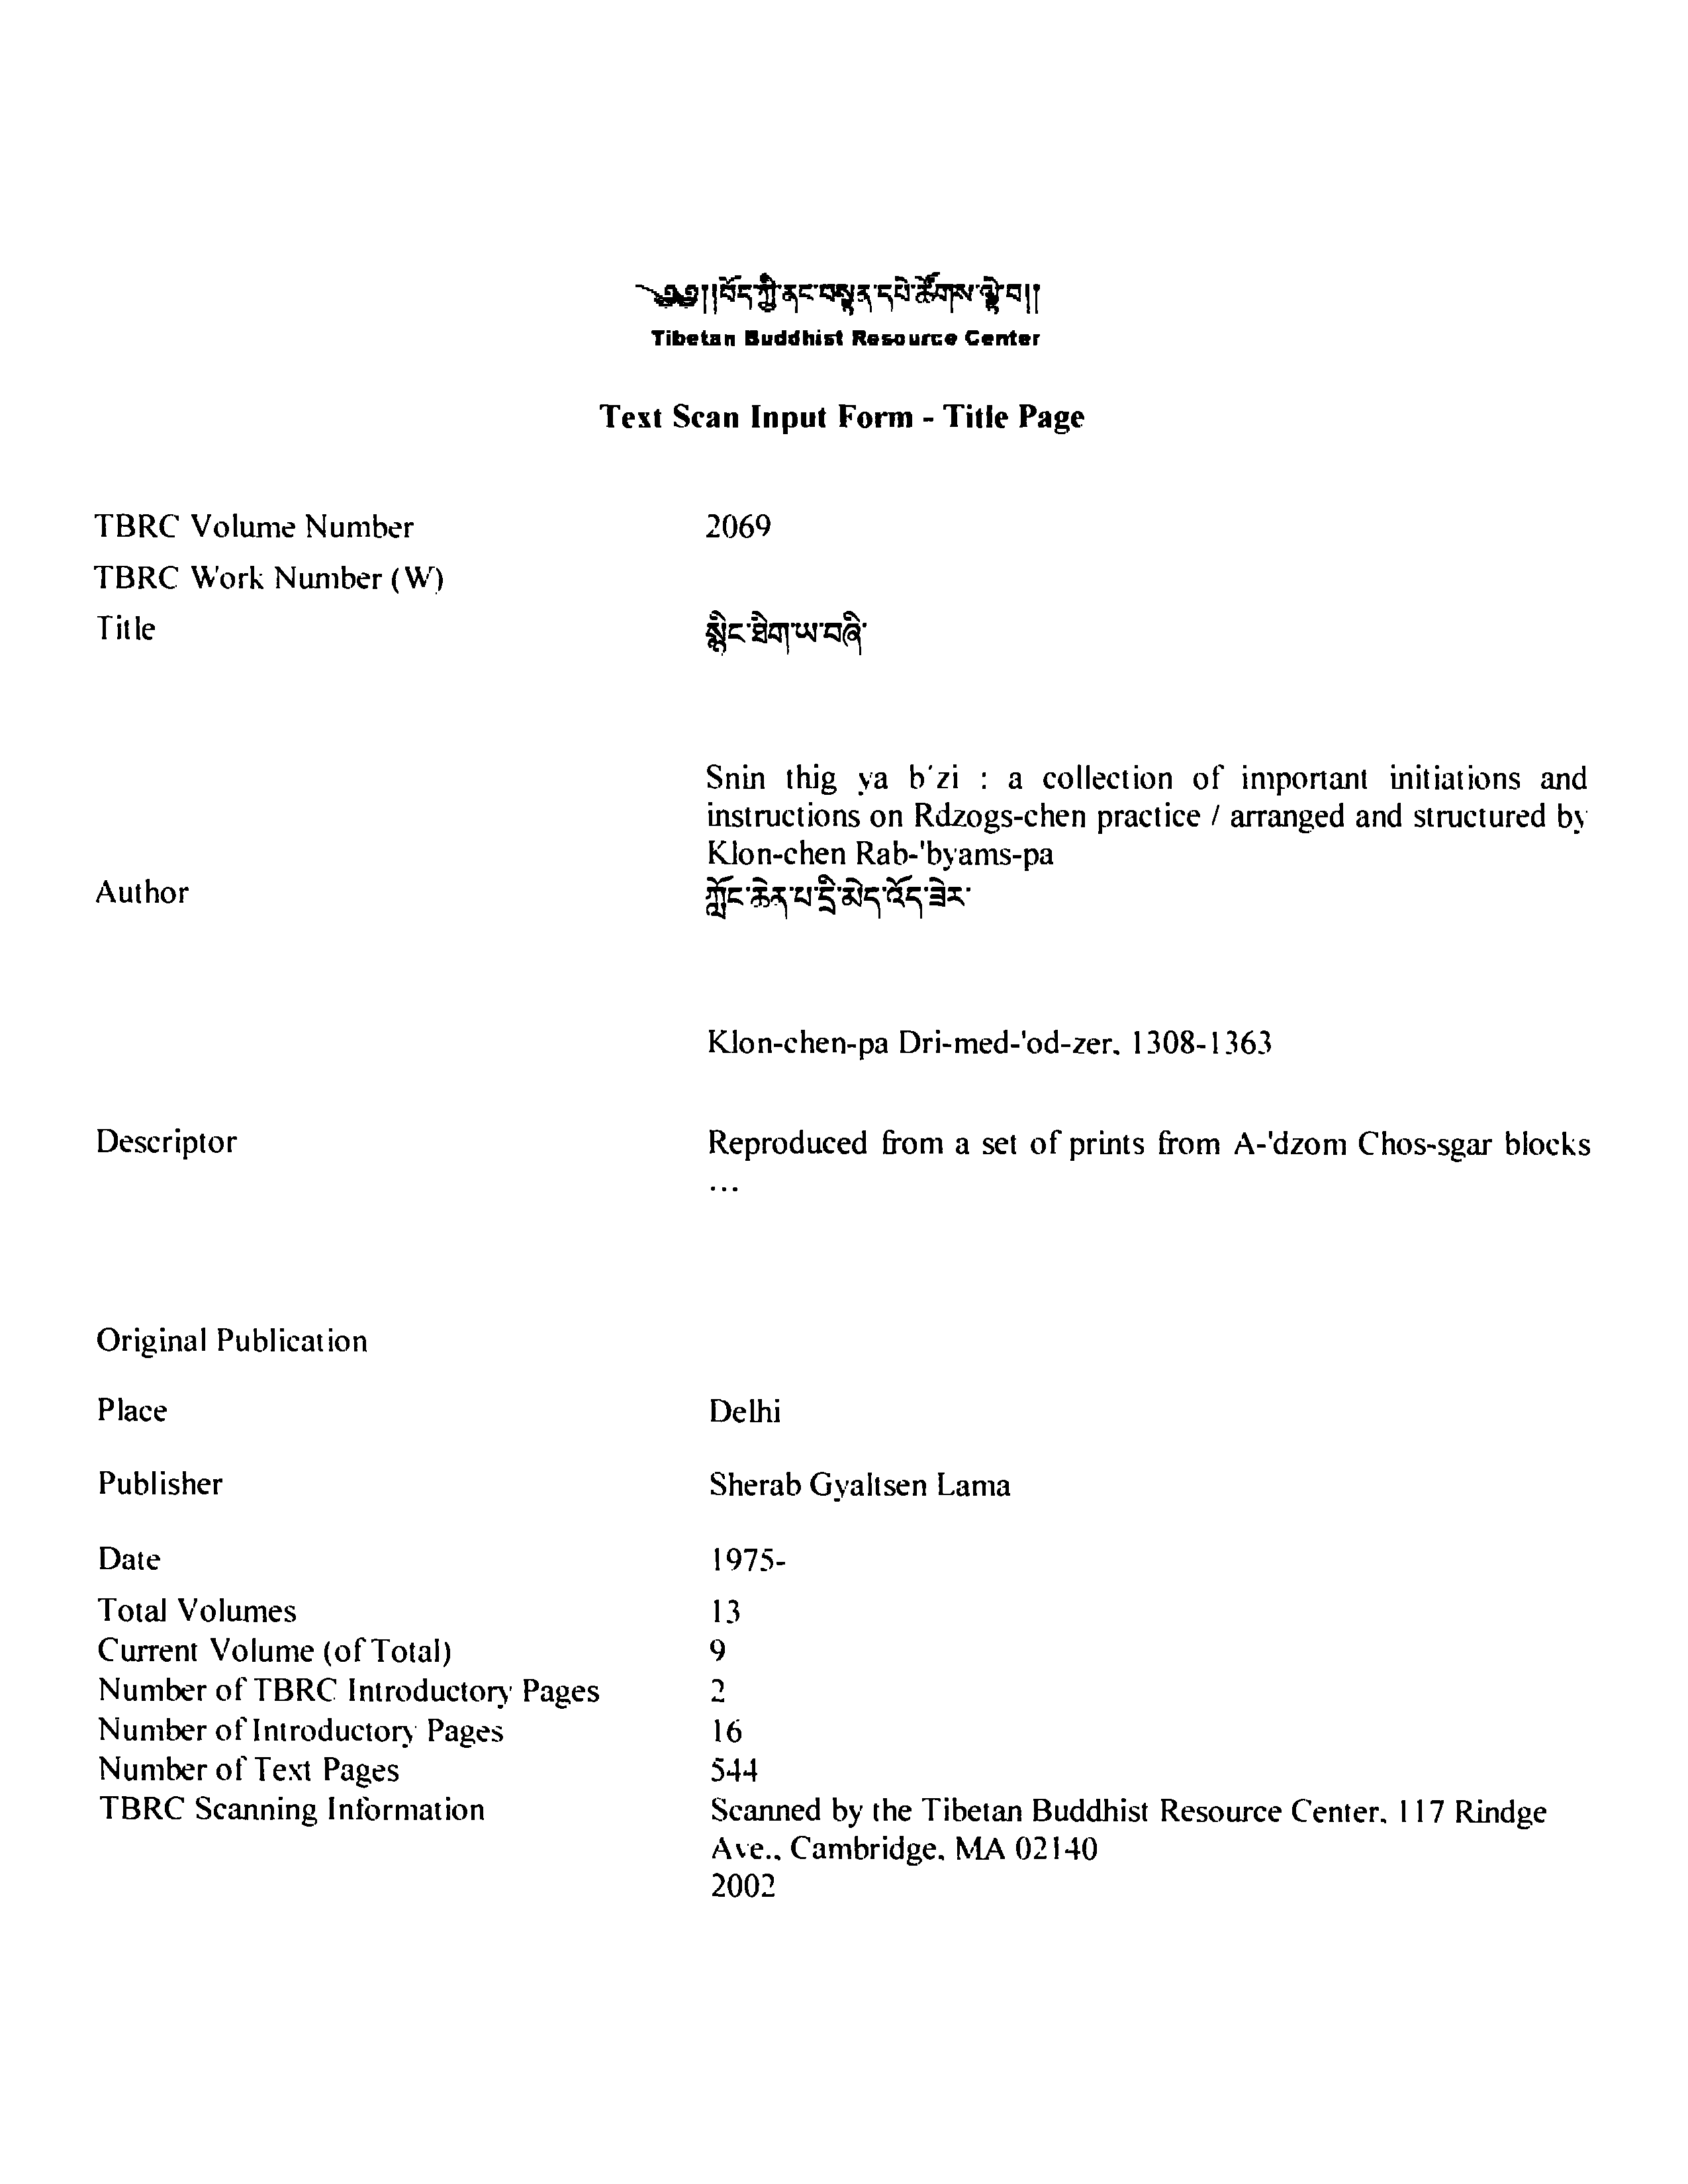 ༄༅།།བོད་ཀྱི་ནང་བསྟན་དཔེ་ཚོགས་ལྟེ་བ།།
Tibetan Buddhist Resource Center
Text Scan Input Form - Title Page
TBRC Volume Number 2069
TBRC Work Number (W)
Title སྙིང་ཐིག་ཡ་བཞི་
Snin thig ya b'zi : a collection of important initiations and
instructions on Rdzogs-chen practice / arranged and structured by
Klon-chen Rab-'byams-pa
Author ཀློང་ཆེན་པ་དྲི་མེད་འོད་ཟེར་
Klon-chen-pa Dri-med-'od-zer, 1308-1363
Descriptor Reproduced from a set of prints from A-'dzom Chos-sgar blocks
...
Original Publication
Place Delhi
Publisher Sherab Gyaltsen Lama
Date 1975-
Total Volumes 13
Current Volume (of Total) 9
Number of TBRC Introductory Pages 2
Number of Introductory Pages 16
Number of Text Pages 544
TBRC Scanning Information Scanned by the Tibetan Buddhist Resource Center, 117 Rindge
Ave., Cambridge, MA 02140
2002